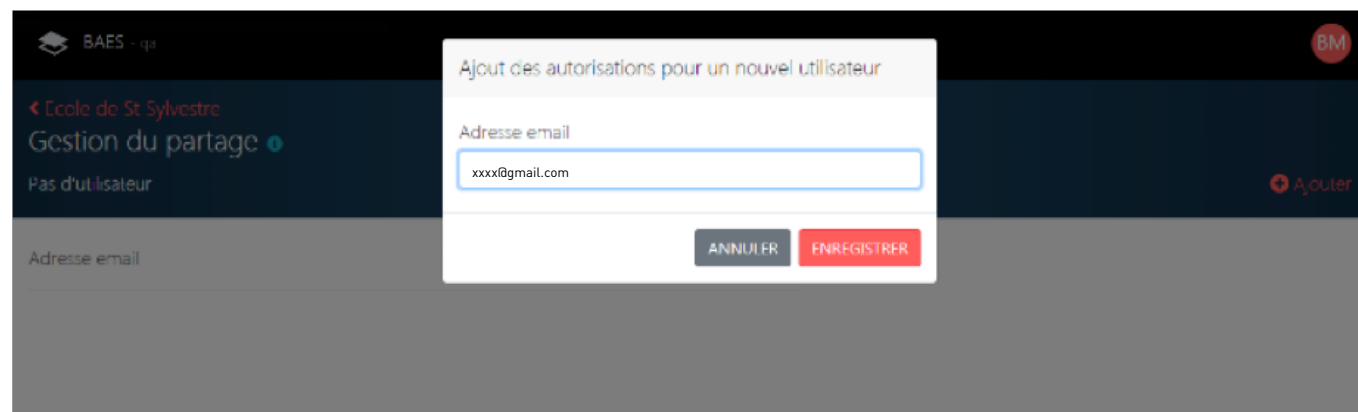 BAES - qa
BM
Ecole de St Sylvestre
Gestion du partage
Pas d'utilisateur
Ajouter
Adresse email
Ajout des autorisations pour un nouvel utilisateur
Adresse email
xxxx@gmail.com
ANNULER
ENREGISTRER